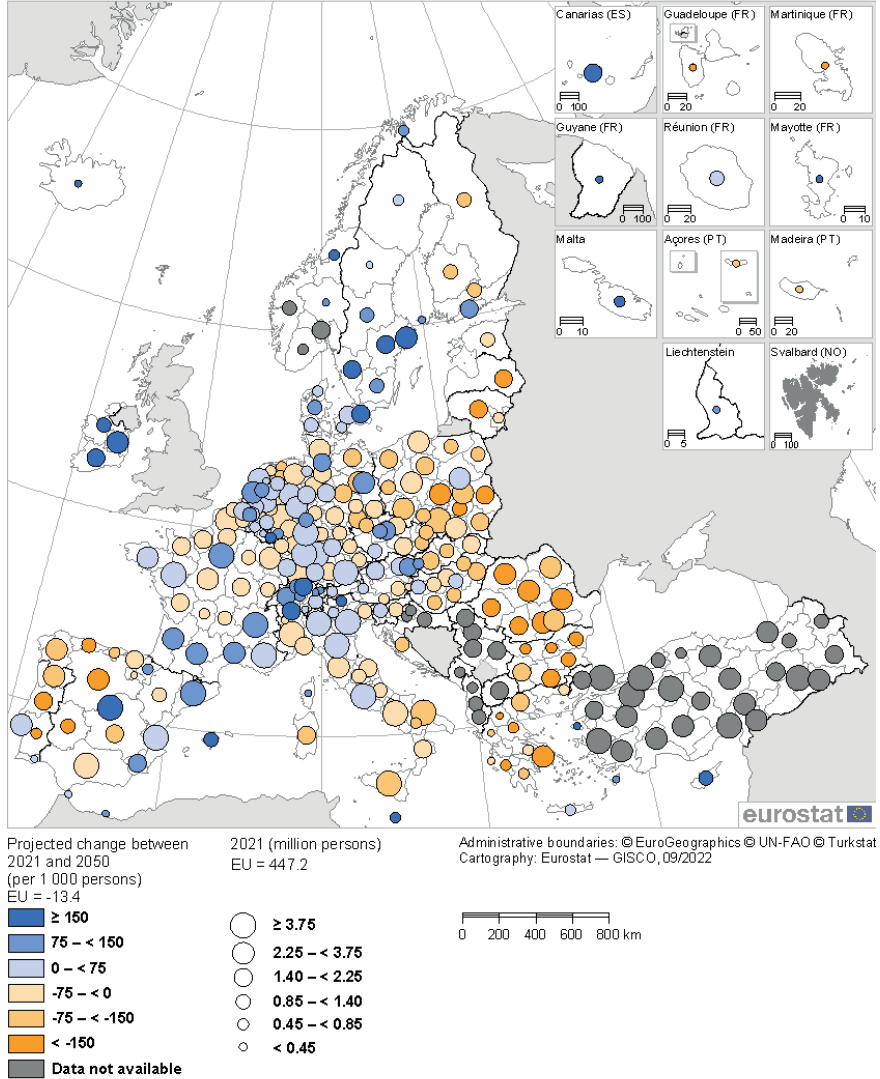 Canarias (ES)
0 100
Guadeloupe (FR)
0 20
Martinique (FR)
0 20
Guyane (FR)
0 100
Réunion (FR)
0 20
Mayotte (FR)
0 10
Malta
0 10
Açores (PT)
0 50
Madeira (PT)
0 20
Liechtenstein
0 5
Svalbard (NO)
0 100
eurostat
Projected change between
2021 and 2050
(per 1 000 persons)
EU = -13.4
≥ 150
75 – < 150
0 – < 75
-75 – < 0
-75 – < -150
< -150
Data not available
2021 (million persons)
EU = 447.2
≥ 3.75
2.25 – < 3.75
1.40 – < 2.25
0.85 – < 1.40
0.45 – < 0.85
< 0.45
Administrative boundaries: © EuroGeographics © UN-FAO © Turkstat
Cartography: Eurostat — GISCO, 09/2022
0 200 400 600 800 km